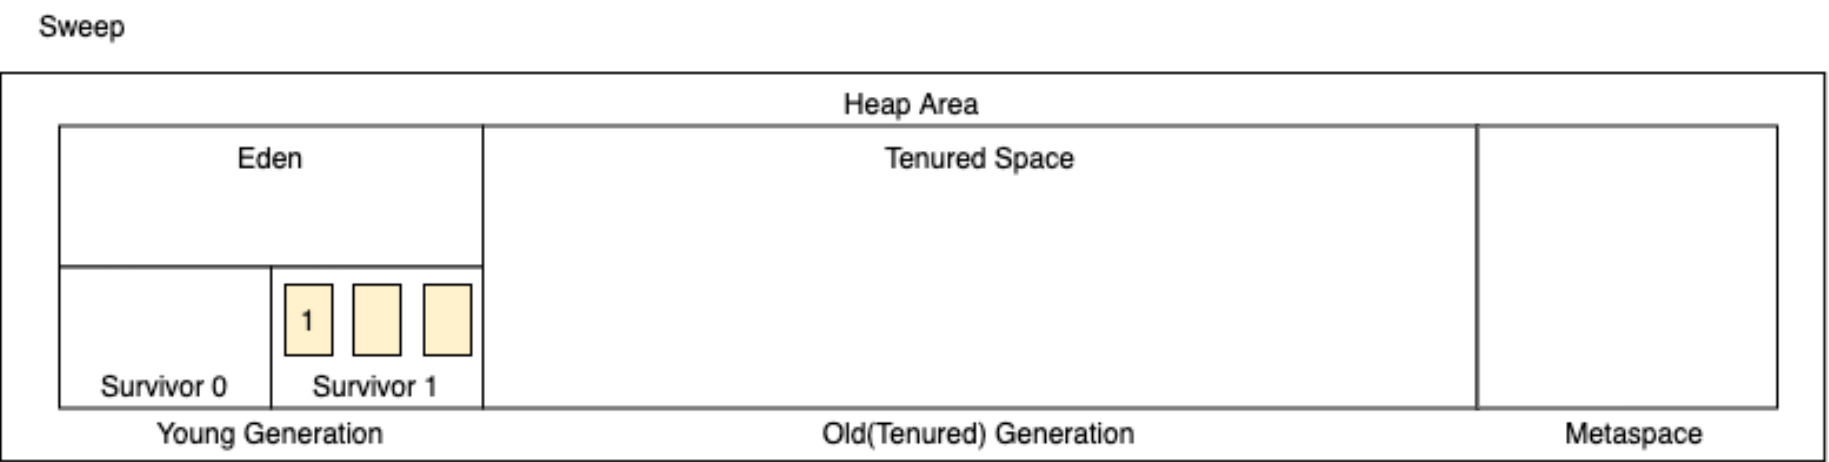 Sweep
Heap Area
Eden
Tenured Space
1
Survivor 0
Survivor 1
Young Generation
Old(Tenured) Generation
Metaspace